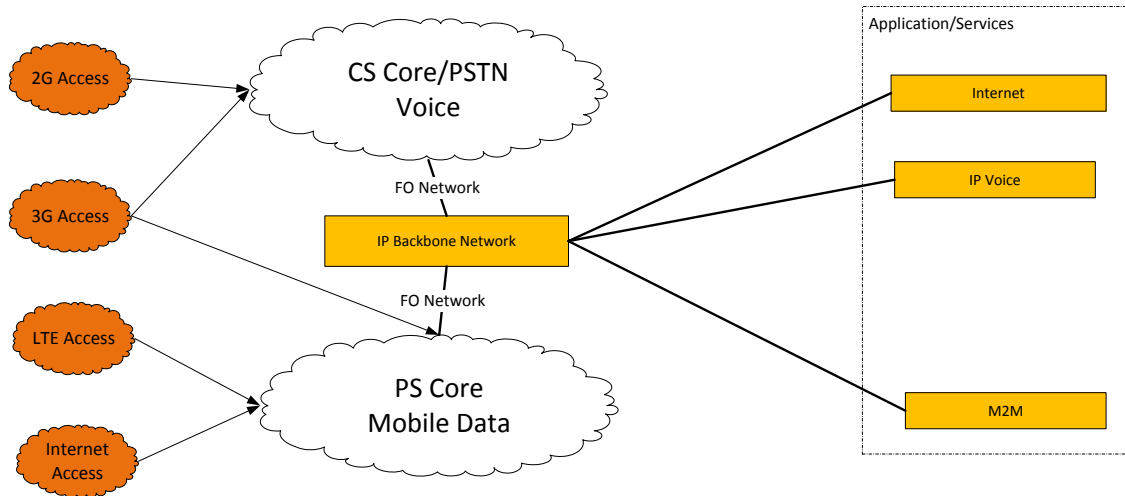 Application/Services
2G Access
CS Core/PSTN
Voice
Internet
FO Network
IP Voice
3G Access
IP Backbone Network
FO Network
LTE Access
PS Core
Mobile Data
M2M
Internet
Access